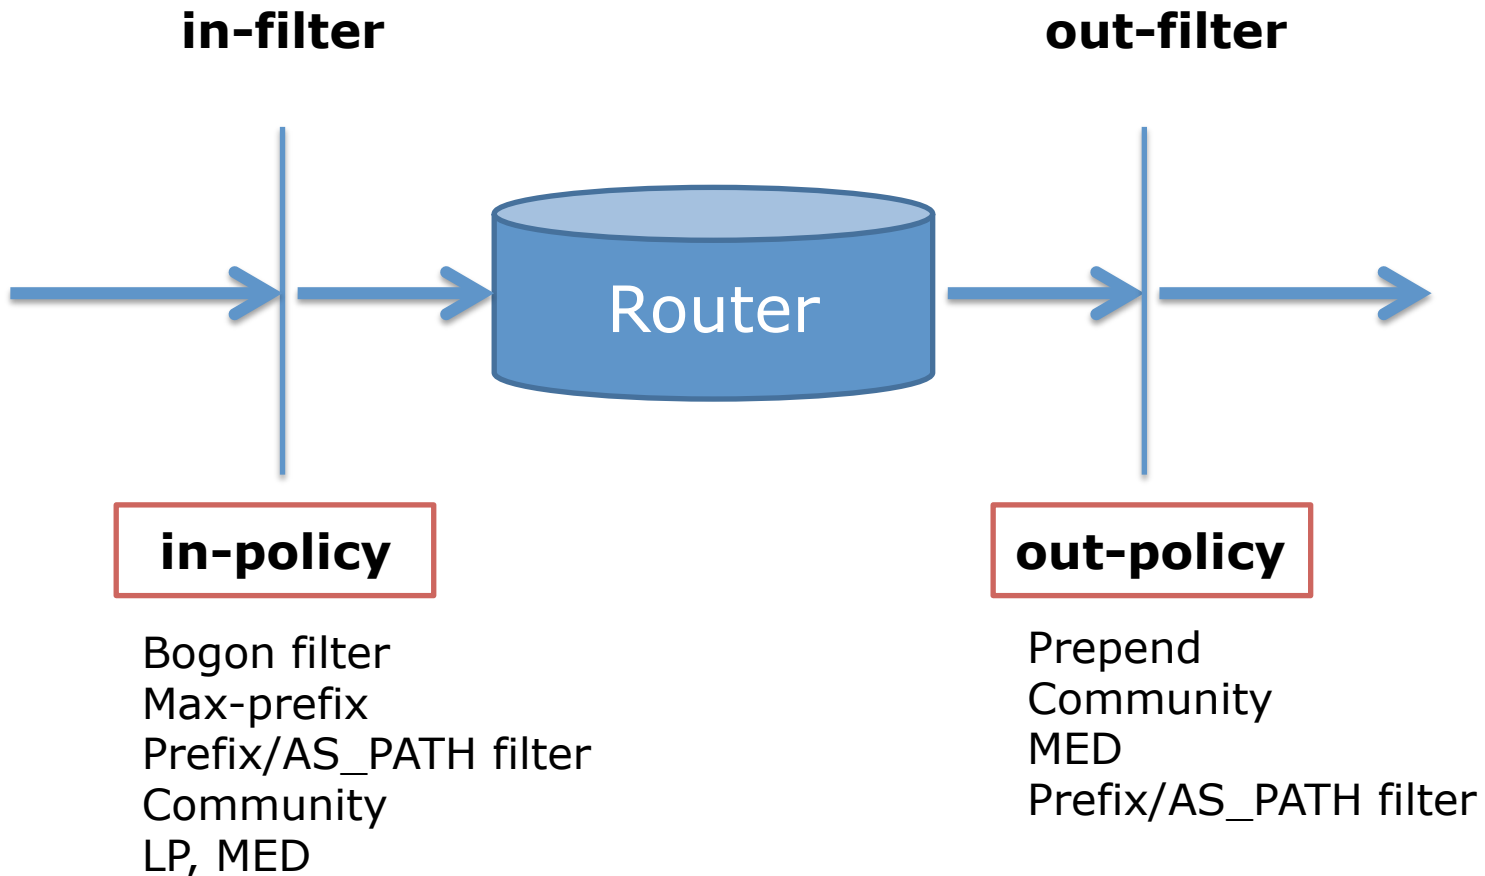 in-filter
out-filter
Router
in-policy
out-policy
Bogon filter
Max-prefix
Prefix/AS_PATH filter
Community
LP, MED
Prepend
Community
MED
Prefix/AS_PATH filter